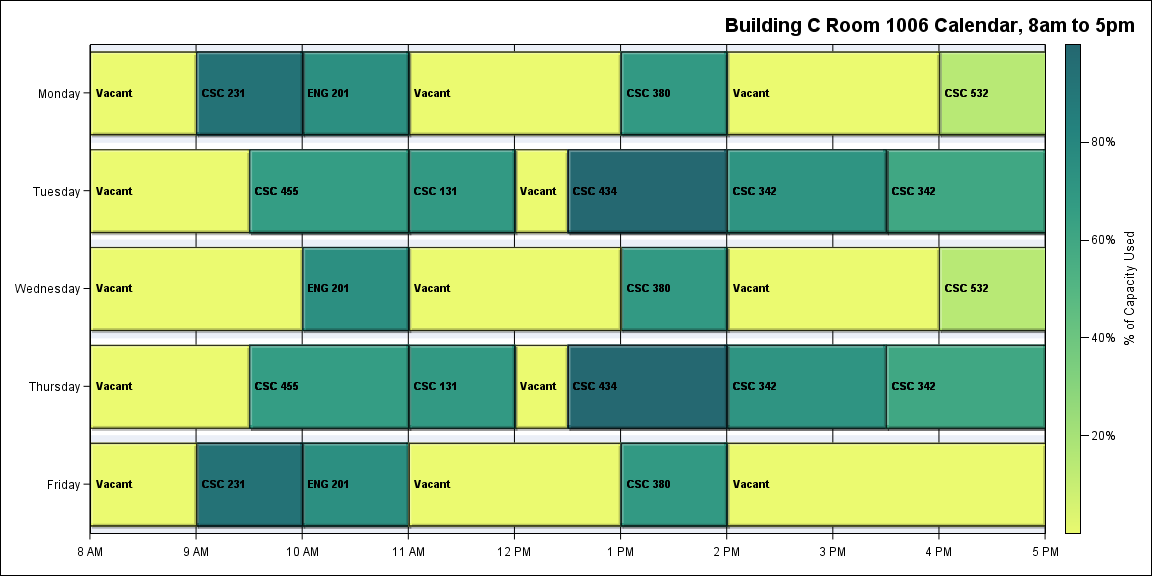 Building C Room 1006 Calendar, 8am to 5pm
Monday
Vacant
CSC 231
ENG 201
Vacant
CSC 380
Vacant
CSC 532
Tuesday
Vacant
CSC 455
CSC 131
Vacant
CSC 434
CSC 342
CSC 342
Wednesday
Vacant
ENG 201
Vacant
CSC 380
Vacant
CSC 532
Thursday
Vacant
CSC 455
CSC 131
Vacant
CSC 434
CSC 342
CSC 342
Friday
Vacant
CSC 231
ENG 201
Vacant
CSC 380
Vacant
8 AM
9 AM
10 AM
11 AM
12 PM
1 PM
2 PM
3 PM
4 PM
5 PM
80%
60%
40%
20%
% of Capacity Used